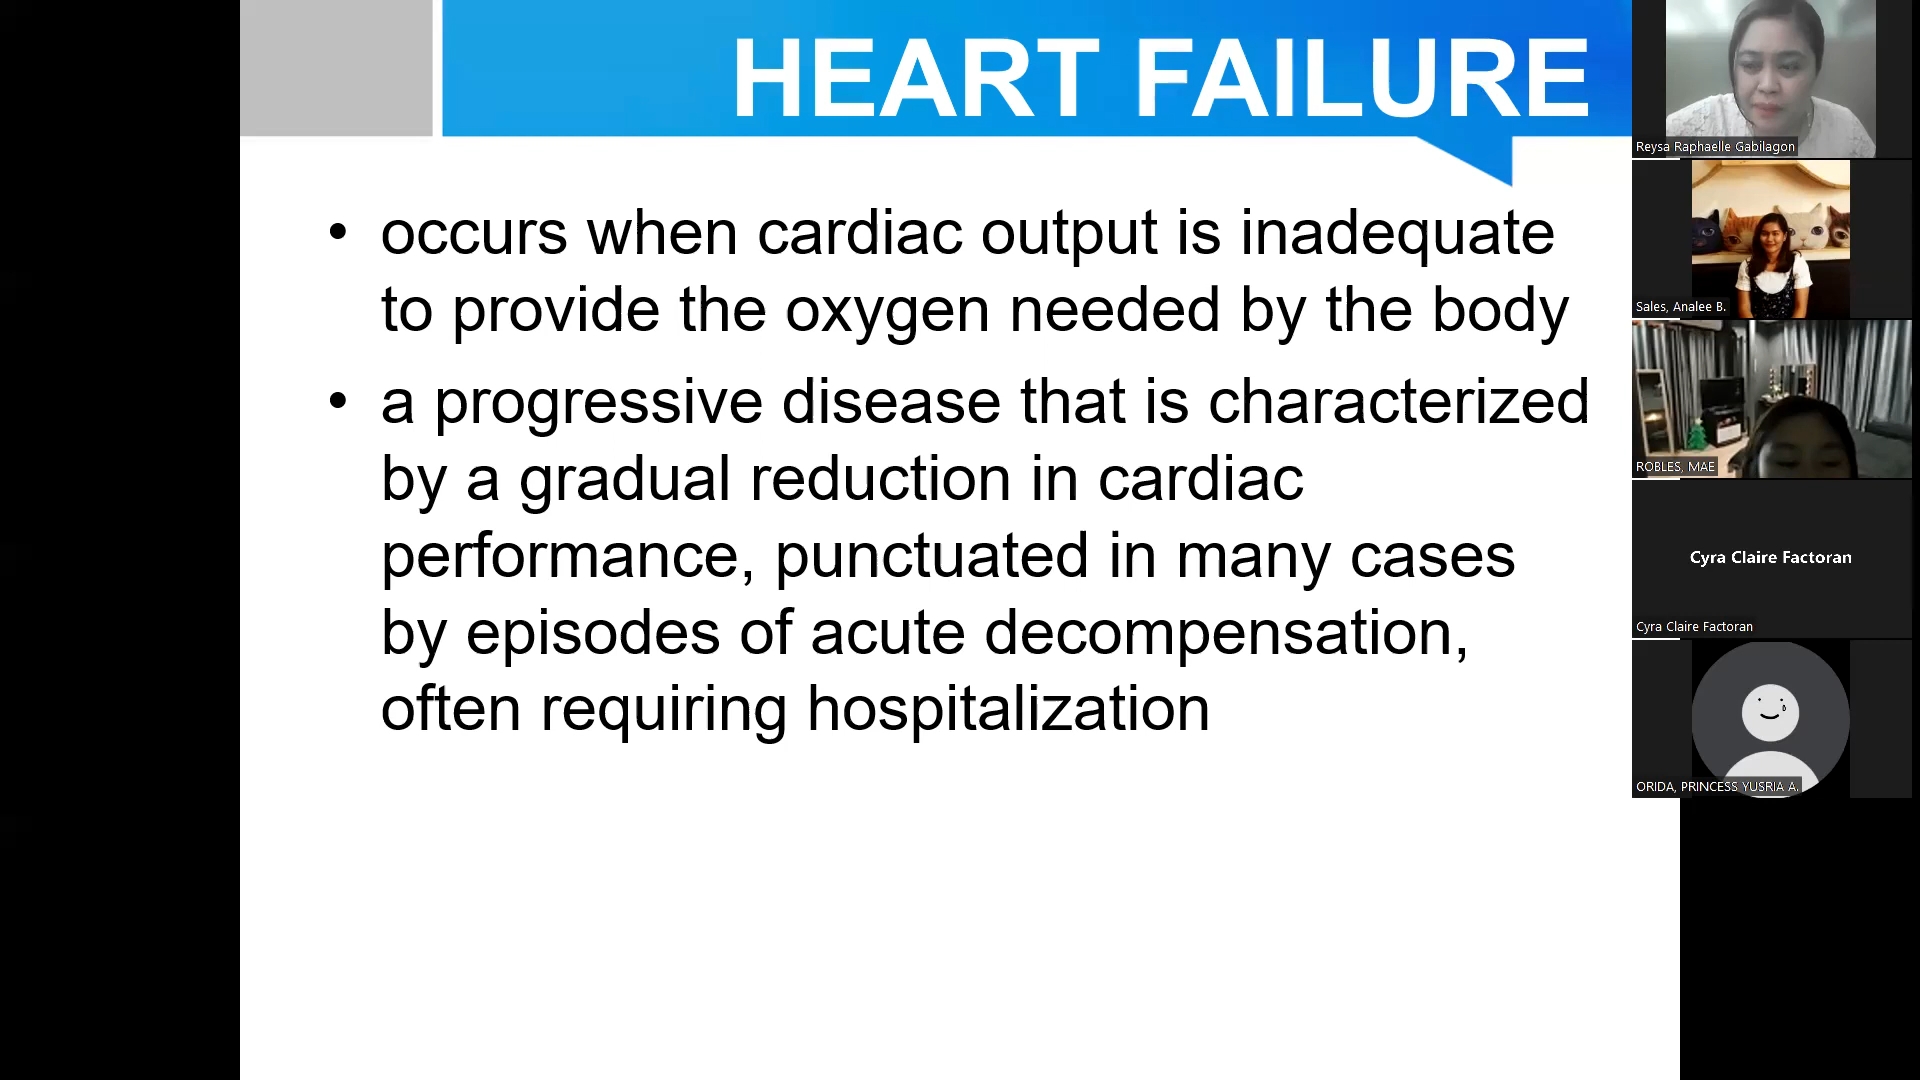 HEART FAILURE
• occurs when cardiac output is inadequate
to provide the oxygen needed by the body
• a progressive disease that is characterized
by a gradual reduction in cardiac
performance, punctuated in many cases
by episodes of acute decompensation,
often requiring hospitalization
Reysa Raphaelle Gabilagon
Sales, Analee B.
ROBLES, MAE
Cyra Claire Factoran
Cyra Claire Factoran
ORIDA, PRINCESS YUSRIA A.